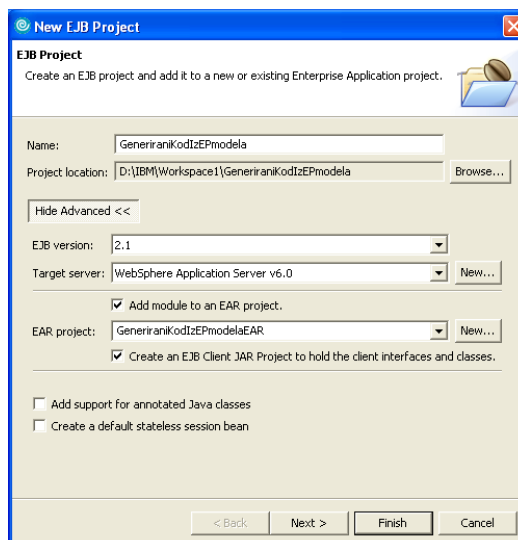 New EJB Project
EJB Project
Create an EJB project and add it to a new or existing Enterprise Application project.
Name: GeneriraniKodIzEPmodela
Project location: D:\IBM\Workspace1\GeneriraniKodIzEPmodela Browse...
Hide Advanced <<
EJB version: 2.1
Target server: WebSphere Application Server v6.0 New...
Add module to an EAR project.
EAR project: GeneriraniKodIzEPmodelaEAR New...
Create an EJB Client JAR Project to hold the client interfaces and classes.
Add support for annotated Java classes
Create a default stateless session bean
< Back Next > Finish Cancel